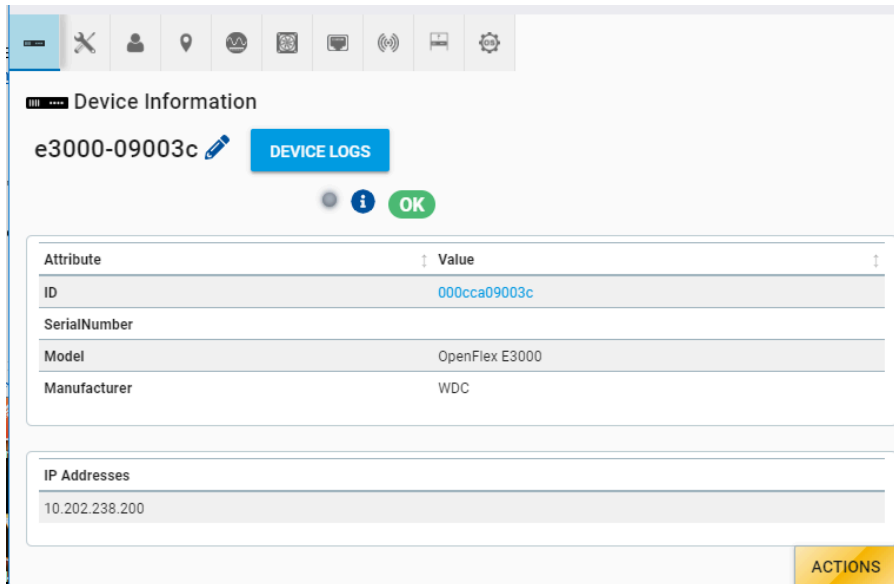 OS
Device Information
e3000-09003c
DEVICE LOGS
OK
Attribute Value
ID 000cca09003c
SerialNumber
Model OpenFlex E3000
Manufacturer WDC
IP Addresses
10.202.238.200
ACTIONS